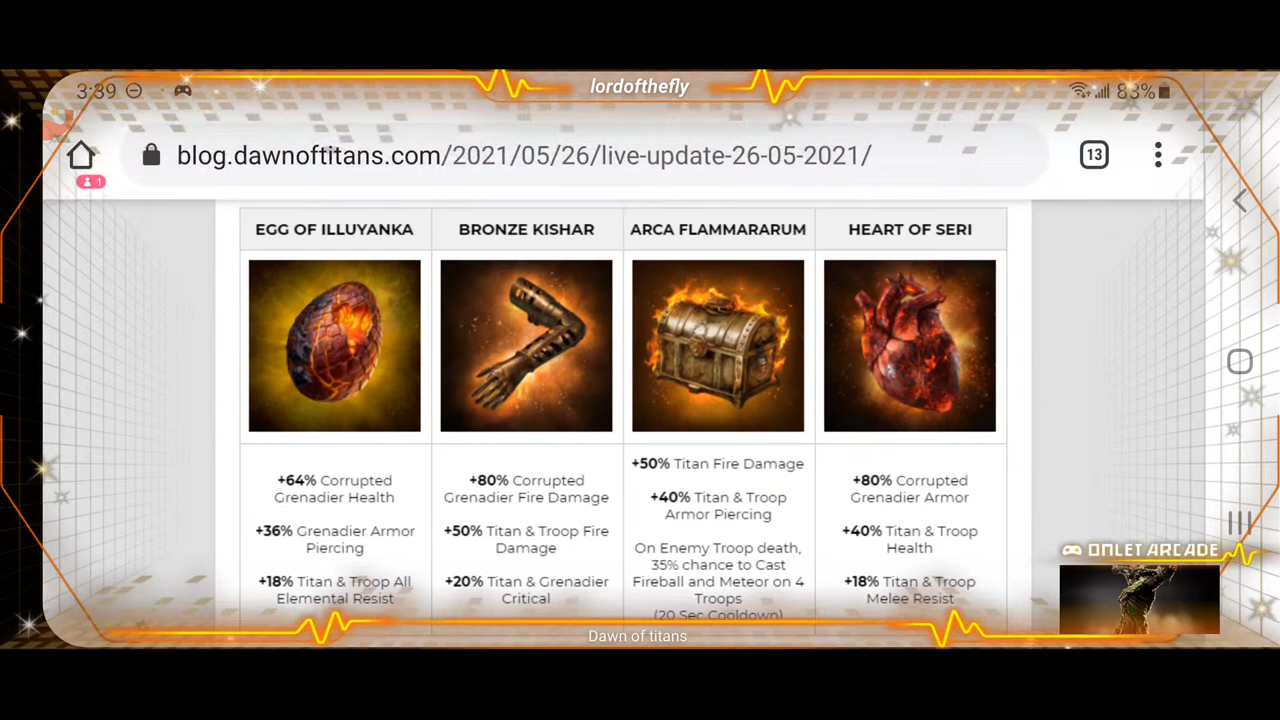 lordofthefly
3:39
83%
blog.dawnoftitans.com/2021/05/26/live-update-26-05-2021/
13
1
EGG OF ILLUYANKA
BRONZE KISHAR
ARCA FLAMMARARUM
HEART OF SERI
+64% Corrupted
Grenadier Health
+36% Grenadier Armor
Piercing
+18% Titan & Troop All
Elemental Resist
+80% Corrupted
Grenadier Fire Damage
+50% Titan & Troop Fire
Damage
+20% Titan & Grenadier
Critical
+50% Titan Fire Damage
+40% Titan & Troop
Armor Piercing
On Enemy Troop death,
35% chance to Cast
Fireball and Meteor on 4
Troops
(20 Sec Cooldown)
+80% Corrupted
Grenadier Armor
+40% Titan & Troop
Health
+18% Titan & Troop
Melee Resist
OMLET ARCADE
Dawn of titans